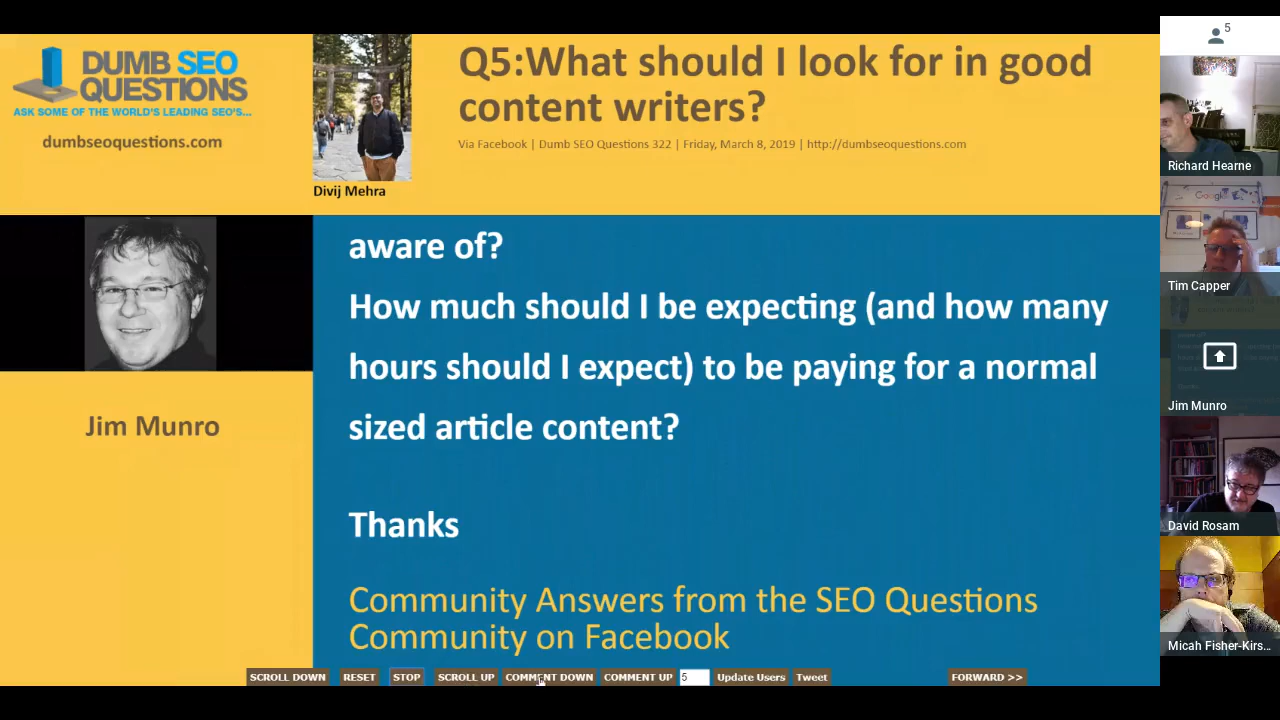 DUMB SEO
QUESTIONS
ASK SOME OF THE WORLD'S LEADING SEO'S...
dumbseoquestions.com
Divij Mehra
Q5:What should I look for in good
content writers?
Via Facebook | Dumb SEO Questions 322 | Friday, March 8, 2019 | http://dumbseoquestions.com
Jim Munro
aware of?
How much should I be expecting (and how many
hours should I expect) to be paying for a normal
sized article content?
Thanks
Community Answers from the SEO Questions
Community on Facebook
SCROLL DOWN RESET STOP SCROLL UP COMMENT DOWN COMMENT UP 5 Update Users Tweet FORWARD >>
5
Richard Hearne
Google
Tim Capper
Jim Munro
David Rosam
Micah Fisher-Kirs...